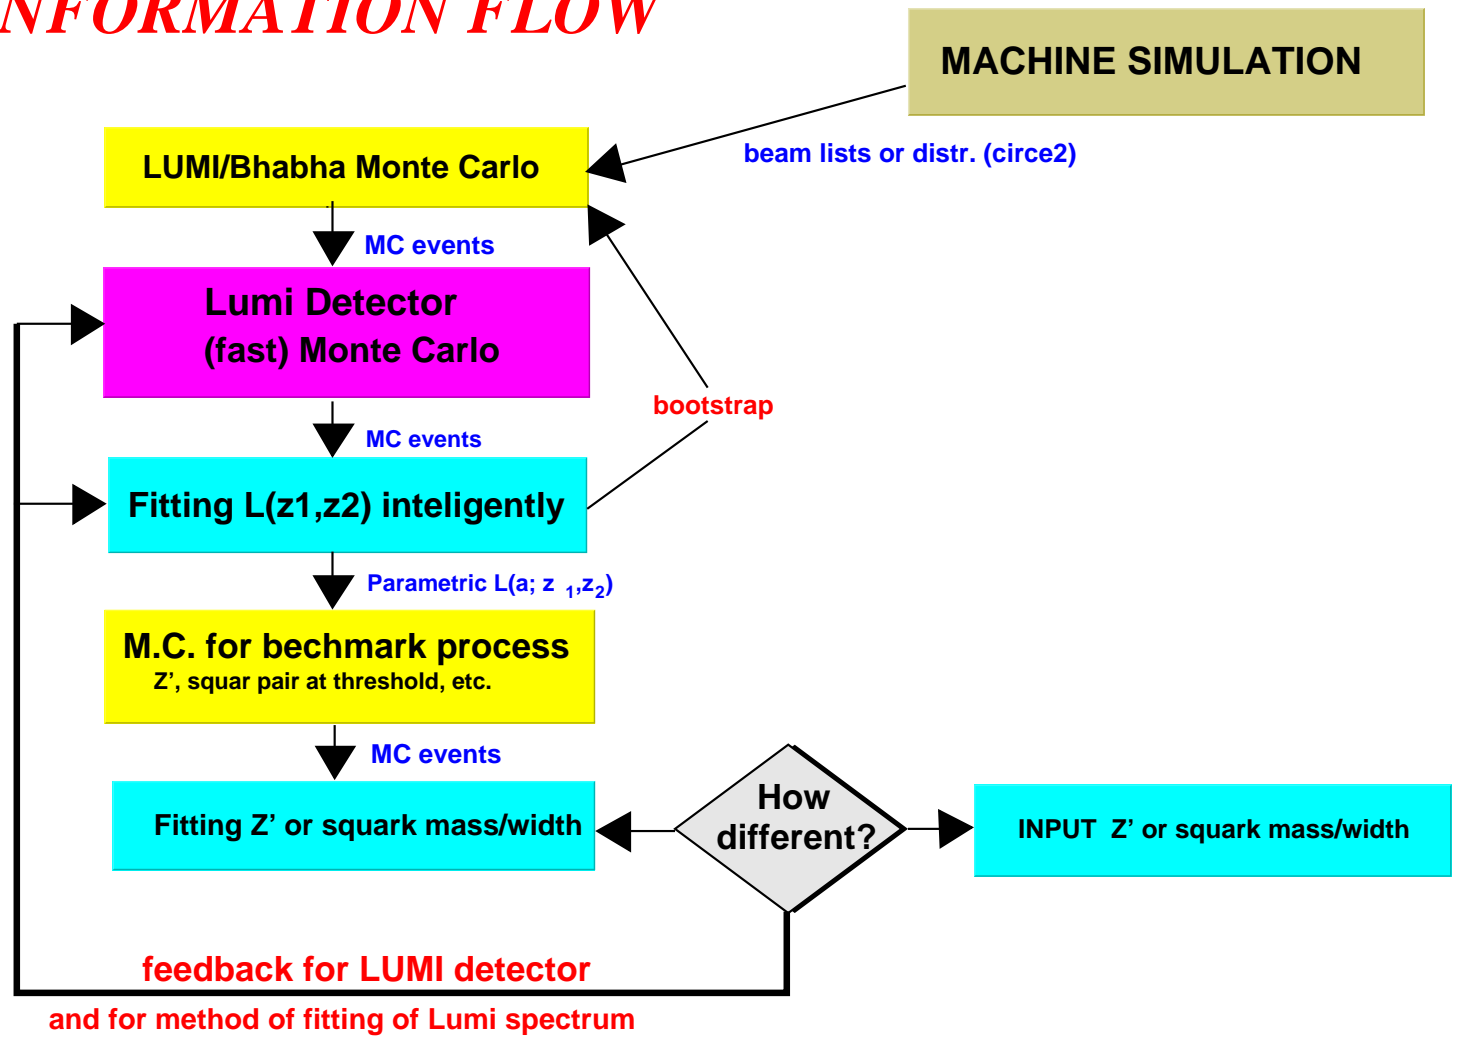 NFORMATION FLOW
MACHINE SIMULATION
beam lists or distr. (circe2)
LUMI/Bhabha Monte Carlo
MC events
Lumi Detector
(fast) Monte Carlo
bootstrap
MC events
Fitting L(z1,z2) inteligently
Parametric L(a; z 1,z2)
M.C. for bechmark process
Z', squar pair at threshold, etc.
MC events
How
different?
Fitting Z' or squark mass/width
INPUT Z' or squark mass/width
feedback for LUMI detector
and for method of fitting of Lumi spectrum